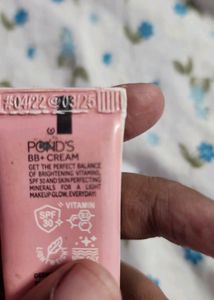 #04/22@03/25
POND'S
BB+ CREAM
GET THE PERFECT BALANCE
OF BRIGHTENING VITAMINS,
SPF 30 AND SKIN PERFECTING
MINERALS FOR A LIGHT
MAKEUP GLOW, EVERYDAY!
VITAMIN
SPF
30
B3